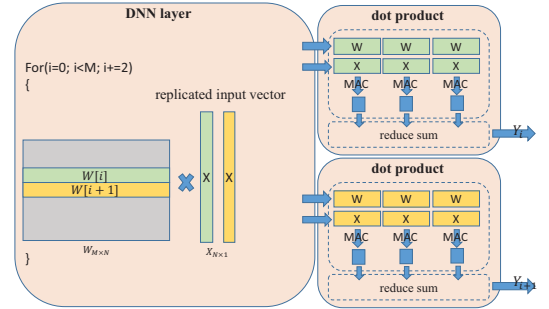 DNN layer
For(i=0; i<M; i+=2)
{
replicated input vector
W[i]
W[i + 1]
X X
}
W_{M×N}
X_{N×1}
dot product
W W W
X X X
MAC MAC MAC
reduce sum
Y_i
dot product
W W W
X X X
MAC MAC MAC
reduce sum
Y_{i+1}